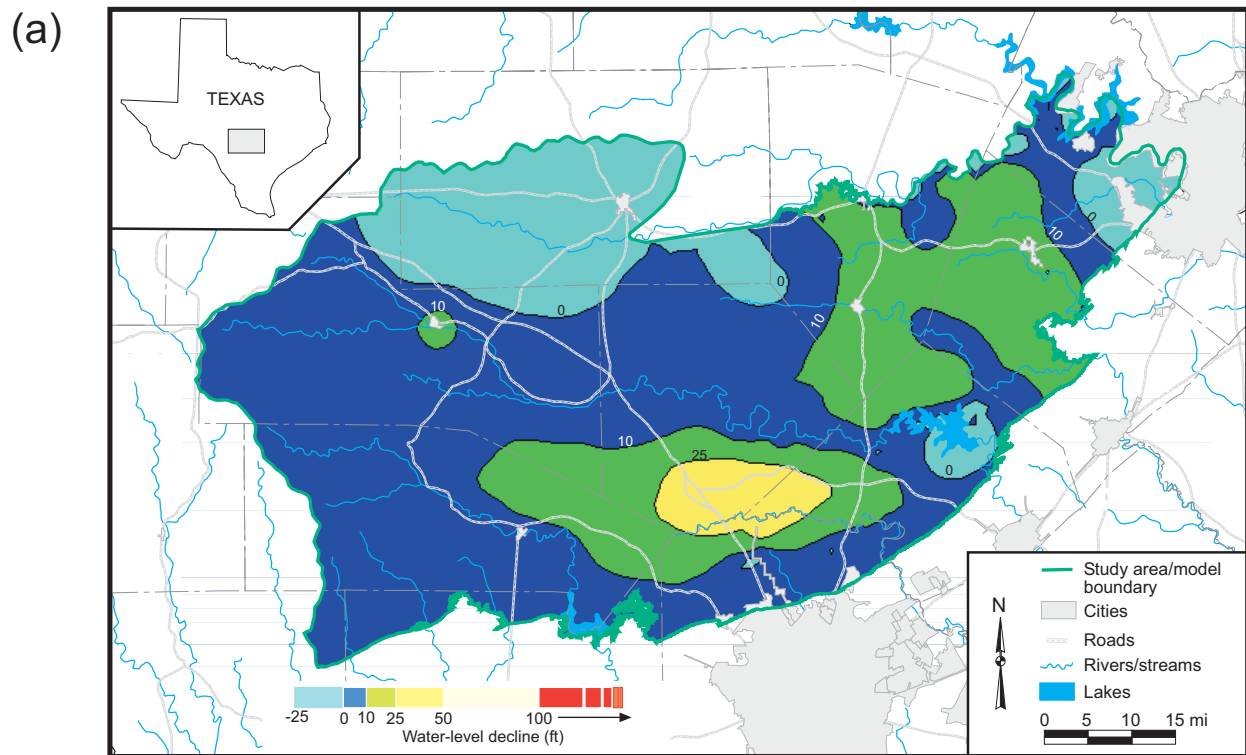 (a)
TEXAS
0
10
0
10
0
10
10
25
0
0
N
Study area/model
boundary
Cities
Roads
Rivers/streams
Lakes
0 5 10 15 mi
-25 0 10 25 50 100
Water-level decline (ft)